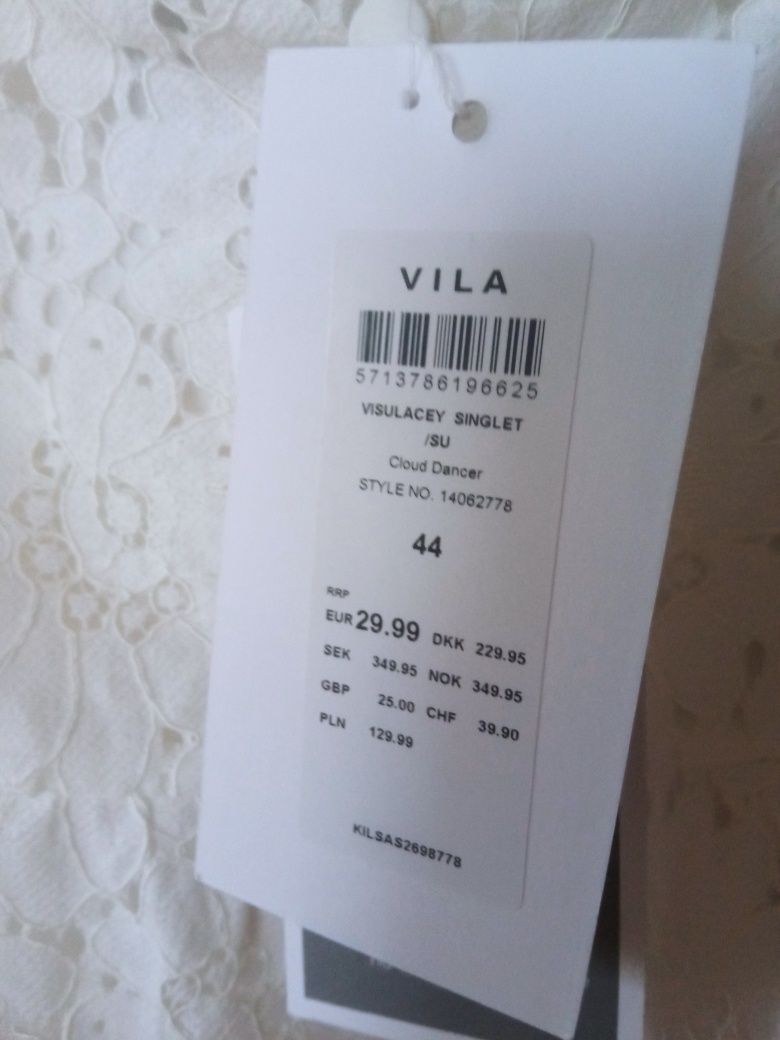 VILA
5713786196625
VISULACEY SINGLET
/SU
Cloud Dancer
STYLE NO. 14062778
44
RRP
EUR 29.99 DKK 229.95
SEK 349.95 NOK 349.95
GBP 25.00 CHF 39.90
PLN 129.99
KILSAS2698778